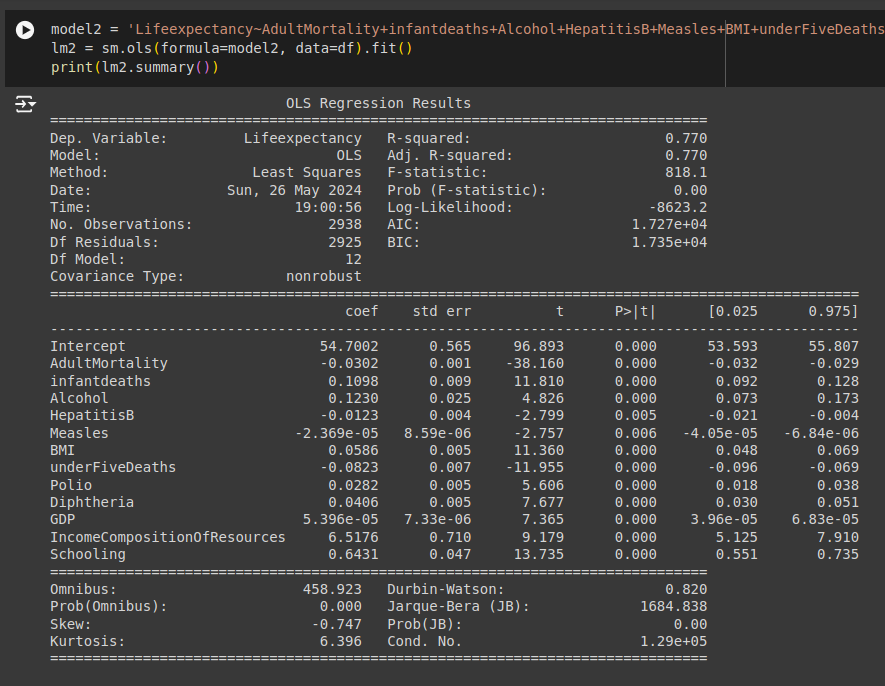 model2 = 'Lifeexpectancy~AdultMortality+infantdeaths+Alcohol+HepatitisB+Measles+BMI+underFiveDeaths
lm2 = sm.ols(formula=model2, data=df).fit()
print(lm2.summary())
OLS Regression Results
==============================================================================
Dep. Variable: Lifeexpectancy R-squared: 0.770
Model: OLS Adj. R-squared: 0.770
Method: Least Squares F-statistic: 818.1
Date: Sun, 26 May 2024 Prob (F-statistic): 0.00
Time: 19:00:56 Log-Likelihood: -8623.2
No. Observations: 2938 AIC: 1.727e+04
Df Residuals: 2925 BIC: 1.735e+04
Df Model: 12
Covariance Type: nonrobust
================================================================================================
coef std err t P>|t| [0.025 0.975]
------------------------------------------------------------------------------------------------
Intercept 54.7002 0.565 96.893 0.000 53.593 55.807
AdultMortality -0.0302 0.001 -38.160 0.000 -0.032 -0.029
infantdeaths 0.1098 0.009 11.810 0.000 0.092 0.128
Alcohol 0.1230 0.025 4.826 0.000 0.073 0.173
HepatitisB -0.0123 0.004 -2.799 0.005 -0.021 -0.004
Measles -2.369e-05 8.59e-06 -2.757 0.006 -4.05e-05 -6.84e-06
BMI 0.0586 0.005 11.360 0.000 0.048 0.069
underFiveDeaths -0.0823 0.007 -11.955 0.000 -0.096 -0.069
Polio 0.0282 0.005 5.606 0.000 0.018 0.038
Diphtheria 0.0406 0.005 7.677 0.000 0.030 0.051
GDP 5.396e-05 7.33e-06 7.365 0.000 3.96e-05 6.83e-05
IncomeCompositionOfResources 6.5176 0.710 9.179 0.000 5.125 7.910
Schooling 0.6431 0.047 13.735 0.000 0.551 0.735
==============================================================================
Omnibus: 458.923 Durbin-Watson: 0.820
Prob(Omnibus): 0.000 Jarque-Bera (JB): 1684.838
Skew: -0.747 Prob(JB): 0.00
Kurtosis: 6.396 Cond. No. 1.29e+05
==============================================================================